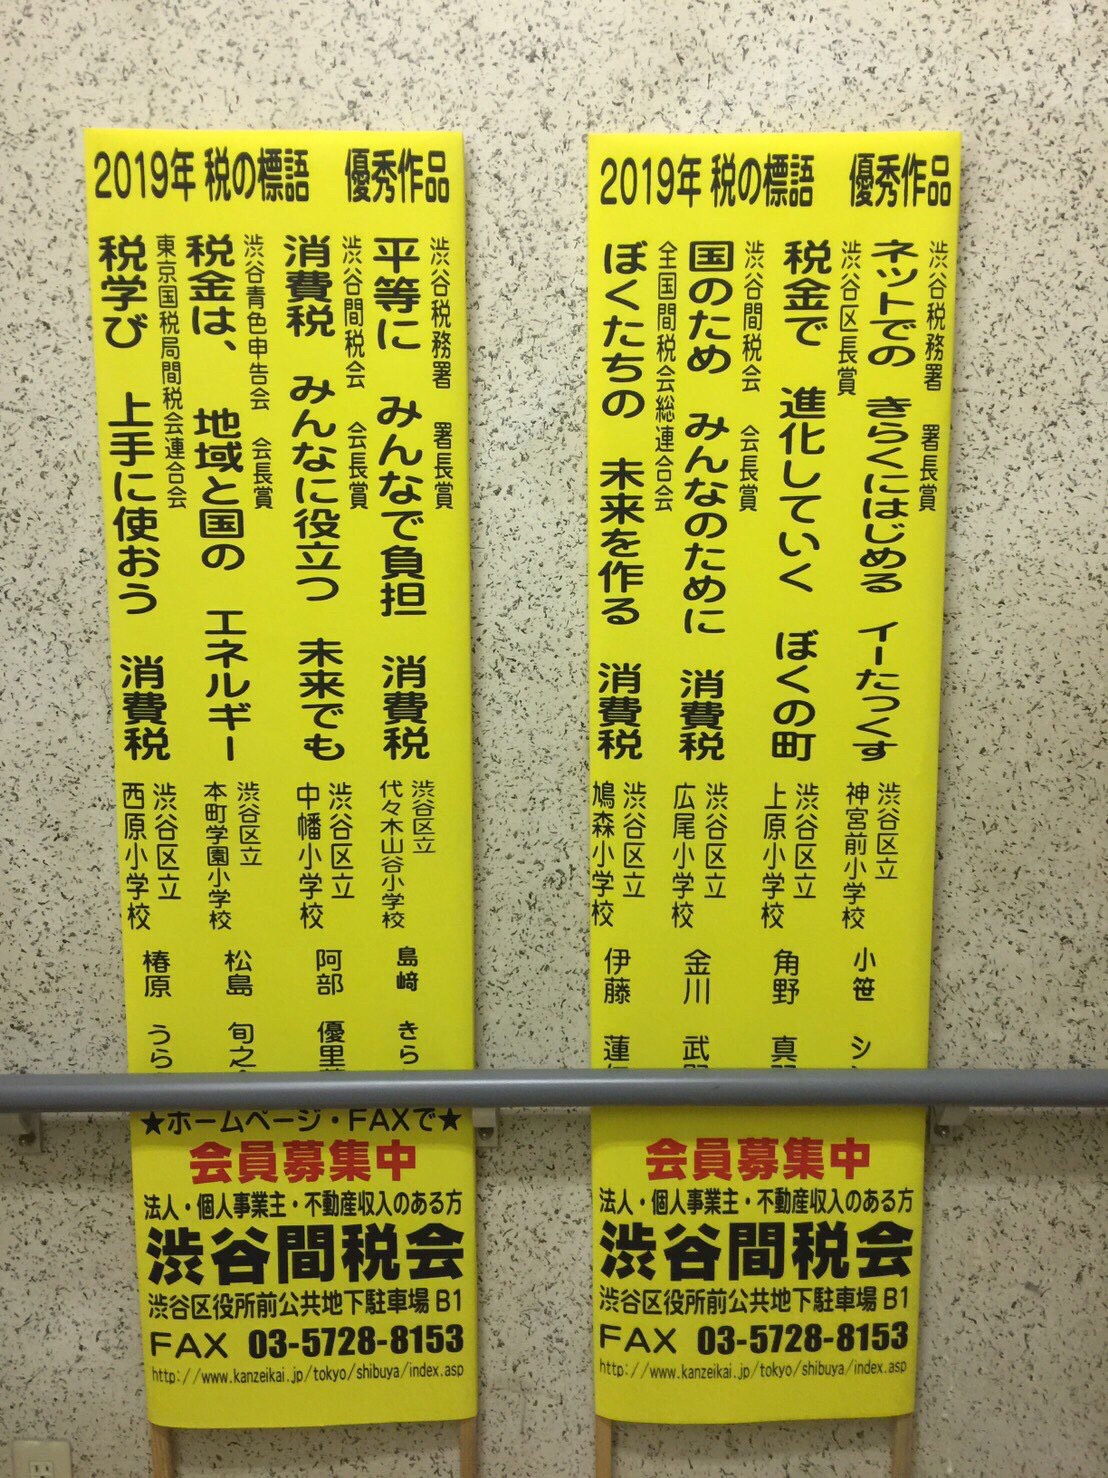 2019年 税の標語 優秀作品
渋谷税務署 署長賞
平等に みんなで負担 消費税
渋谷区立
代々木山谷小学校
島﨑 きら
渋谷間税会 会長賞
消費税 みんなに役立つ 未来でも
渋谷区立
中幡小学校
阿部 優里
渋谷青色申告会 会長賞
税金は、 地域と国の エネルギー
渋谷区立
本町学園小学校
松島 旬之
東京国税局間税会連合会
税学び 上手に使おう 消費税
渋谷区立
西原小学校
椿原 うら
★ホームページ・FAXで★
会員募集中
法人・個人事業主・不動産収入のある方
渋谷間税会
渋谷区役所前公共地下駐車場 B1
FAX 03-5728-8153
http://www.kanzeikai.jp/tokyo/shibuya/index.asp
2019年 税の標語 優秀作品
渋谷税務署 署長賞
ネットでの きらくにはじめる イーたっくす
渋谷区立
神宮前小学校
小笹
渋谷区長賞
税金で 進化していく ぼくの町
渋谷区立
上原小学校
角野 真
渋谷間税会 会長賞
国のため みんなのために 消費税
渋谷区立
広尾小学校
金川 武
全国間税会総連合会
ぼくたちの 未来を作る 消費税
渋谷区立
鳩森小学校
伊藤 蓮
会員募集中
法人・個人事業主・不動産収入のある方
渋谷間税会
渋谷区役所前公共地下駐車場 B1
FAX 03-5728-8153
http://www.kanzeikai.jp/tokyo/shibuya/index.asp